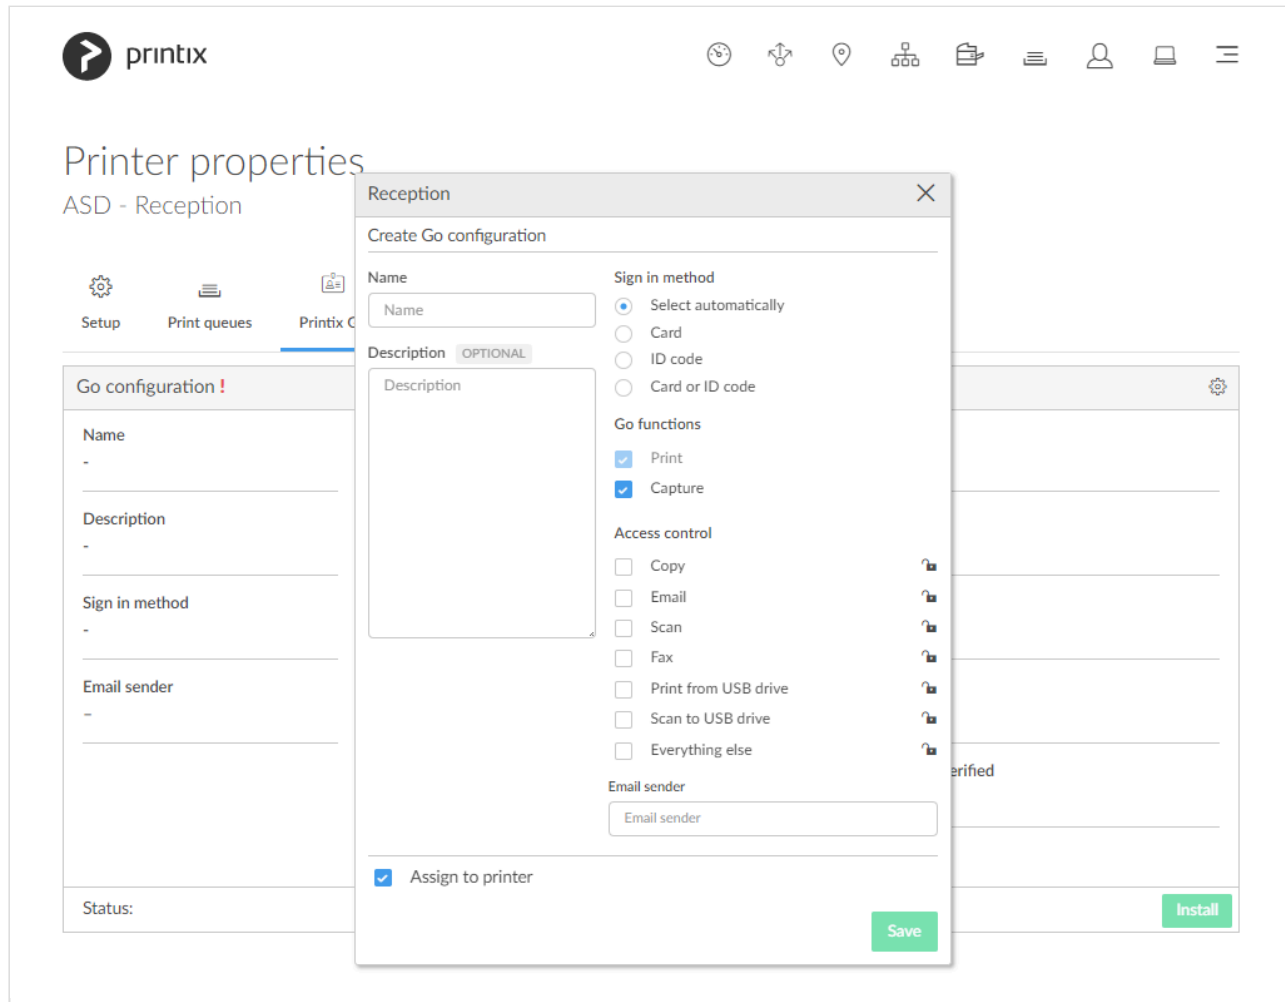 printix
Printer properties
ASD - Reception
Setup
Print queues
Printix
Go configuration !
Name
-
Description
-
Sign in method
-
Email sender
–
Status:
Reception
Create Go configuration
Name
Name
Description OPTIONAL
Description
Sign in method
Select automatically
Card
ID code
Card or ID code
Go functions
Print
Capture
Access control
Copy
Email
Scan
Fax
Print from USB drive
Scan to USB drive
Everything else
Email sender
Email sender
Assign to printer
Save
erified
Install